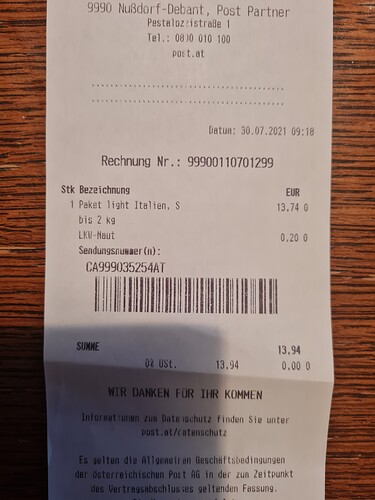 9990 Nußdorf-Debant, Post Partner
Pestalozzistraße 1
Tel.: 0800 010 100
post.at
Datum: 30.07.2021 09:18
Rechnung Nr.: 99900110701299
Stk Bezeichnung EUR
1 Paket light Italien, S 13,74 0
bis 2 kg
LKW-Maut 0,20 0
Sendungsnummer(n):
CA999035254AT
SUMME 13.94
0% USt. 13.94 0.00 0
WIR DANKEN FÜR IHR KOMMEN
Informationen zum Datenschutz finden Sie unter
post.at/datenschutz
Es gelten die Allgemeinen Geschäftsbedingungen
der Österreichischen Post AG in der zum Zeitpunkt
des Vertragsabschlusses geltenden Fassung.